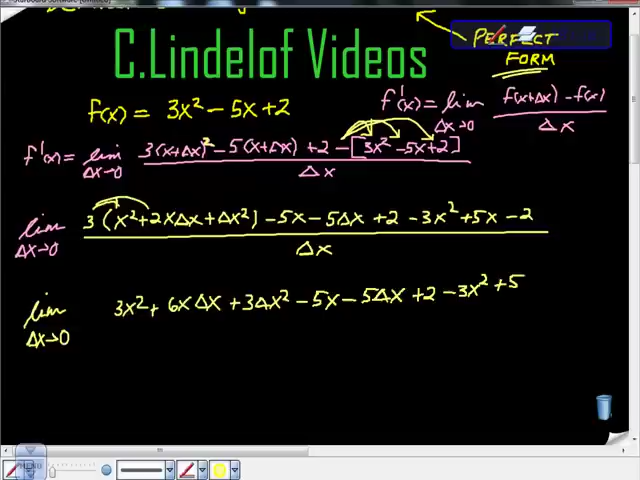 PERFECT
FORM
C.Lindelof Videos
f(x) = 3x² - 5x + 2
f'(x) = lim Δx→0 f(x+Δx) - f(x) / Δx
f'(x) = lim Δx→0 3(x+Δx)² - 5(x+Δx) + 2 - [3x² - 5x + 2] / Δx
lim Δx→0 3(x² + 2xΔx + Δx²) - 5x - 5Δx + 2 - 3x² + 5x - 2 / Δx
lim Δx→0 3x² + 6xΔx + 3Δx² - 5x - 5Δx + 2 - 3x² + 5
MENU